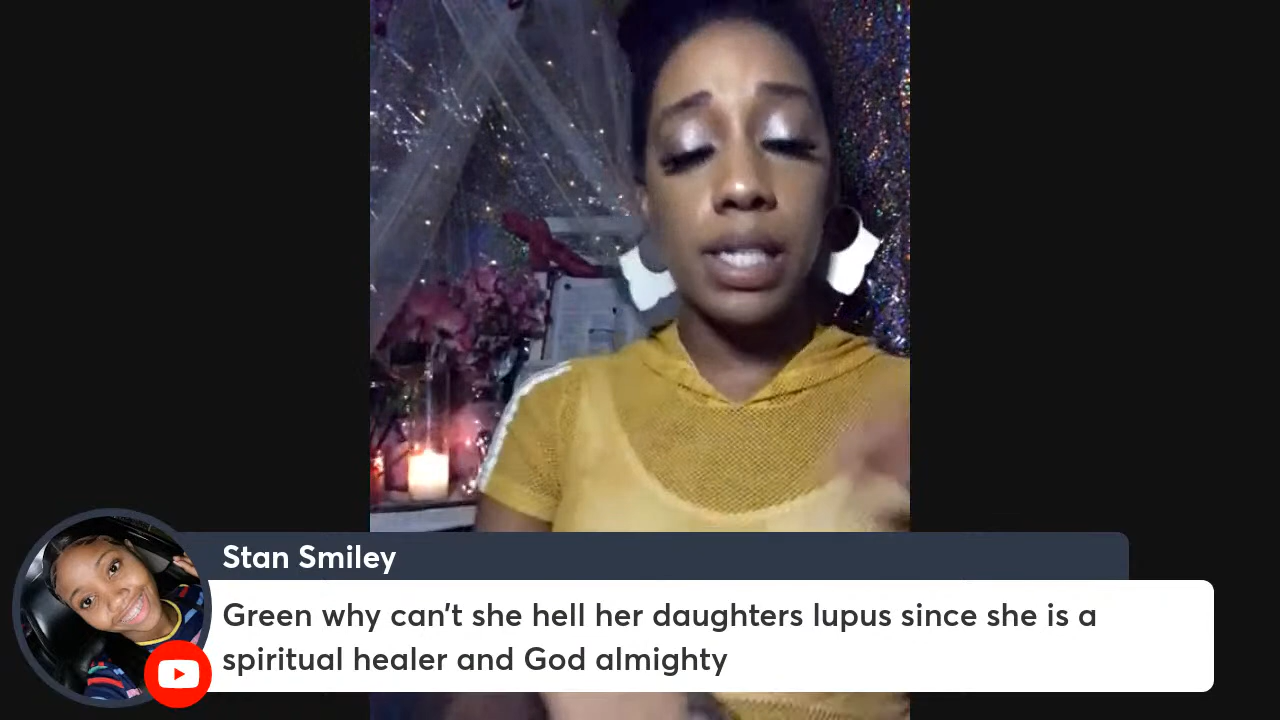 Stan Smiley
Green why can't she hell her daughters lupus since she is a
spiritual healer and God almighty